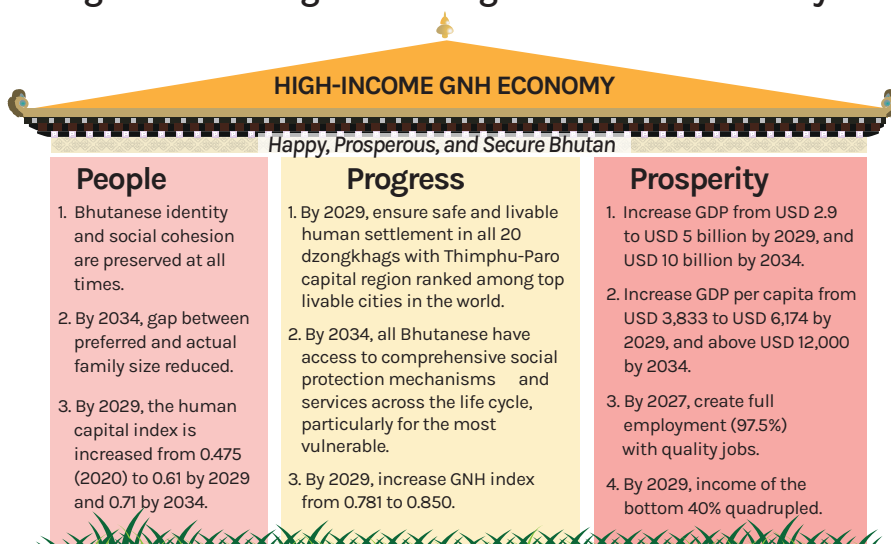 HIGH-INCOME GNH ECONOMY
Happy, Prosperous, and Secure Bhutan
People
1. Bhutanese identity
and social cohesion
are preserved at all
times.
2. By 2034, gap between
preferred and actual
family size reduced.
3. By 2029, the human
capital index is
increased from 0.475
(2020) to 0.61 by 2029
and 0.71 by 2034.
Progress
1. By 2029, ensure safe and livable
human settlement in all 20
dzongkhags with Thimphu-Paro
capital region ranked among top
livable cities in the world.
2. By 2034, all Bhutanese have
access to comprehensive social
protection mechanisms and
services across the life cycle,
particularly for the most
vulnerable.
3. By 2029, increase GNH index
from 0.781 to 0.850.
Prosperity
1. Increase GDP from USD 2.9
to USD 5 billion by 2029, and
USD 10 billion by 2034.
2. Increase GDP per capita from
USD 3,833 to USD 6,174 by
2029, and above USD 12,000
by 2034.
3. By 2027, create full
employment (97.5%)
with quality jobs.
4. By 2029, income of the
bottom 40% quadrupled.